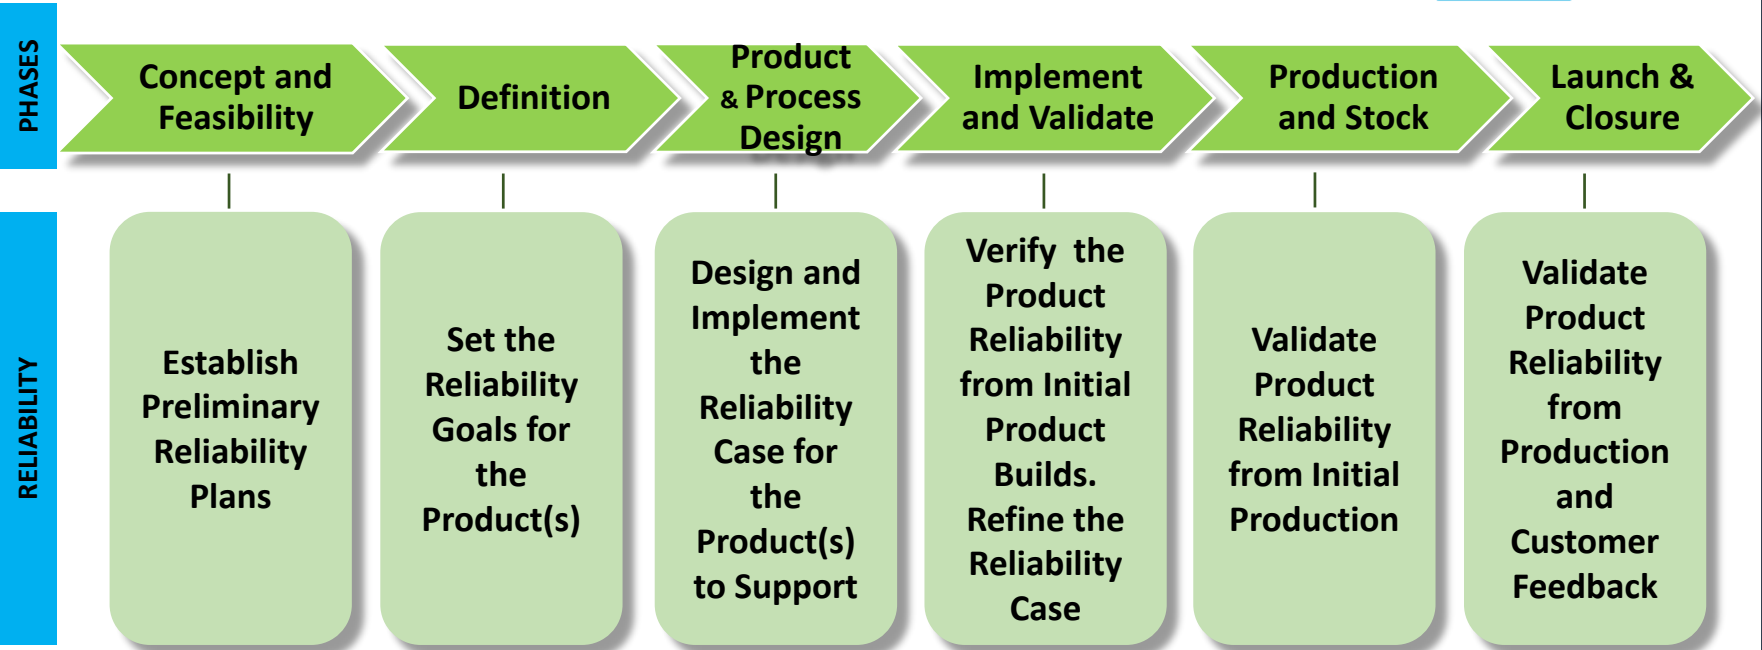 PHASES
Concept and
Feasibility
Definition
Product
& Process
Design
Implement
and Validate
Production
and Stock
Launch &
Closure
RELIABILITY
Establish
Preliminary
Reliability
Plans
Set the
Reliability
Goals for
the
Product(s)
Design and
Implement
the
Reliability
Case for
the
Product(s)
to Support
Verify  the
Product
Reliability
from Initial
Product
Builds.
Refine the
Reliability
Case
Validate
Product
Reliability
from Initial
Production
Validate
Product
Reliability
from
Production
and
Customer
Feedback